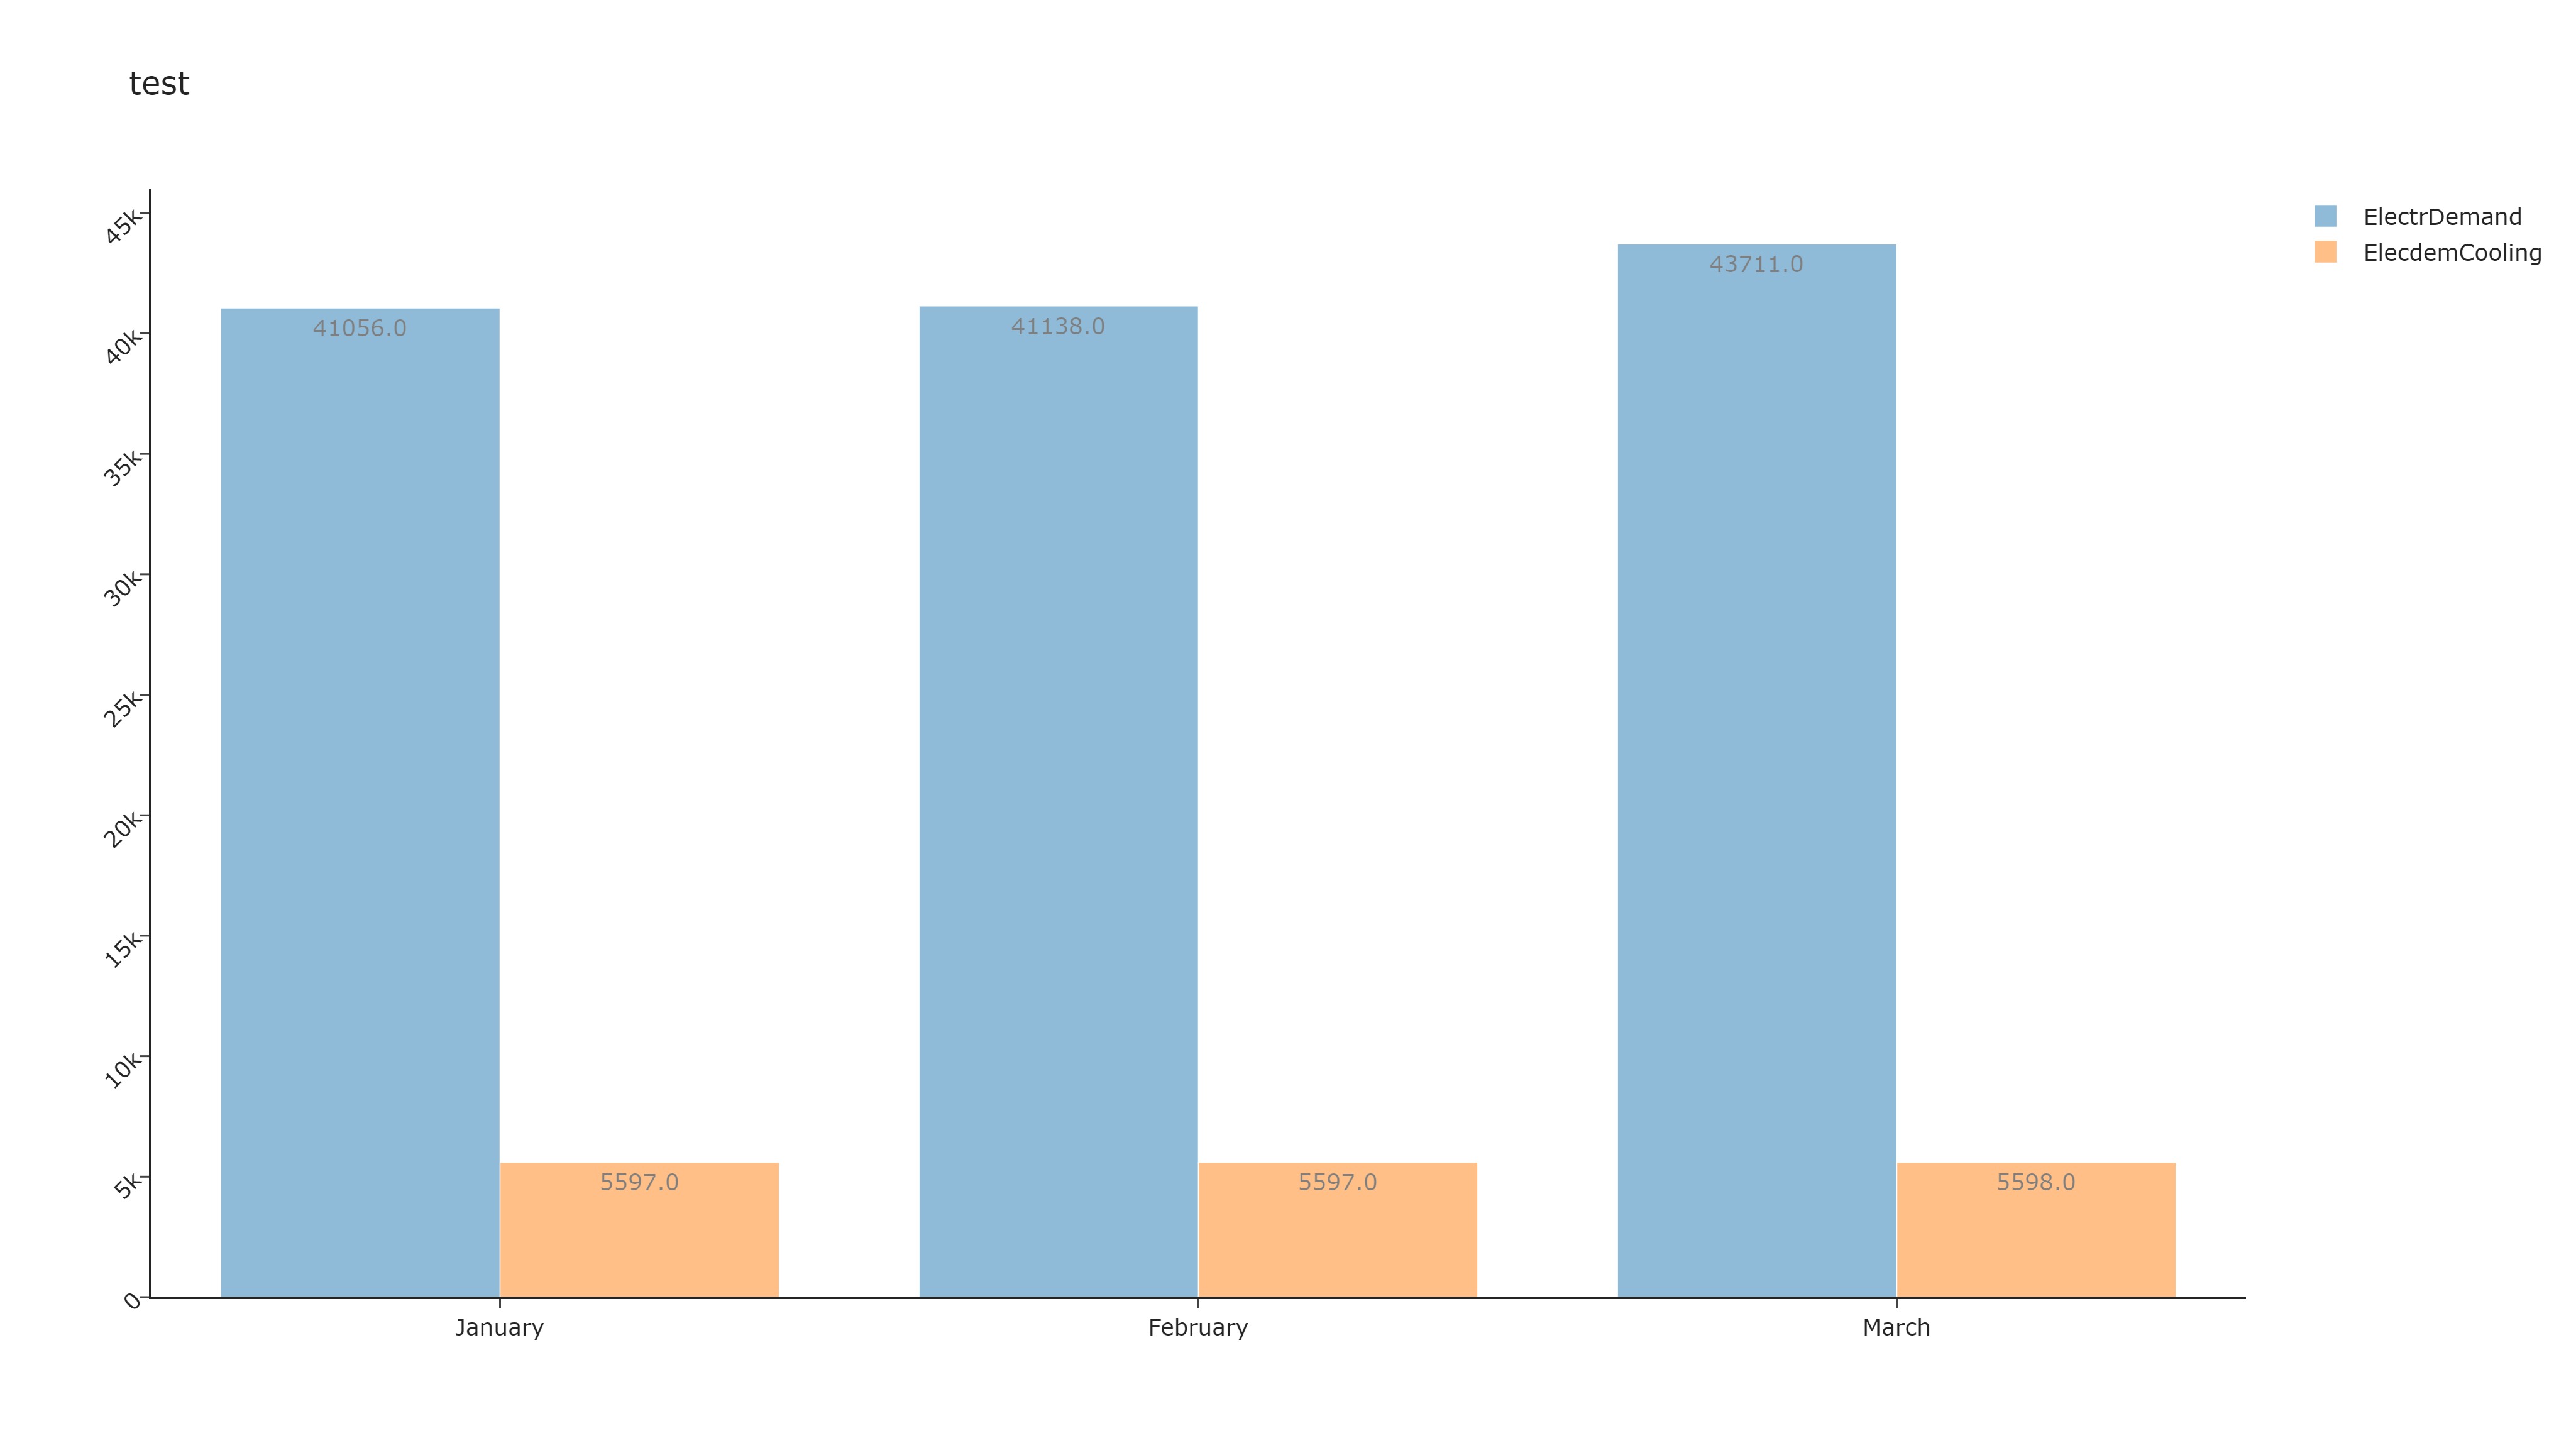 test
45k
40k
35k
30k
25k
20k
15k
10k
5k
0
41056.0
41138.0
43711.0
5597.0
5597.0
5598.0
January
February
March
ElectrDemand
ElecdemCooling